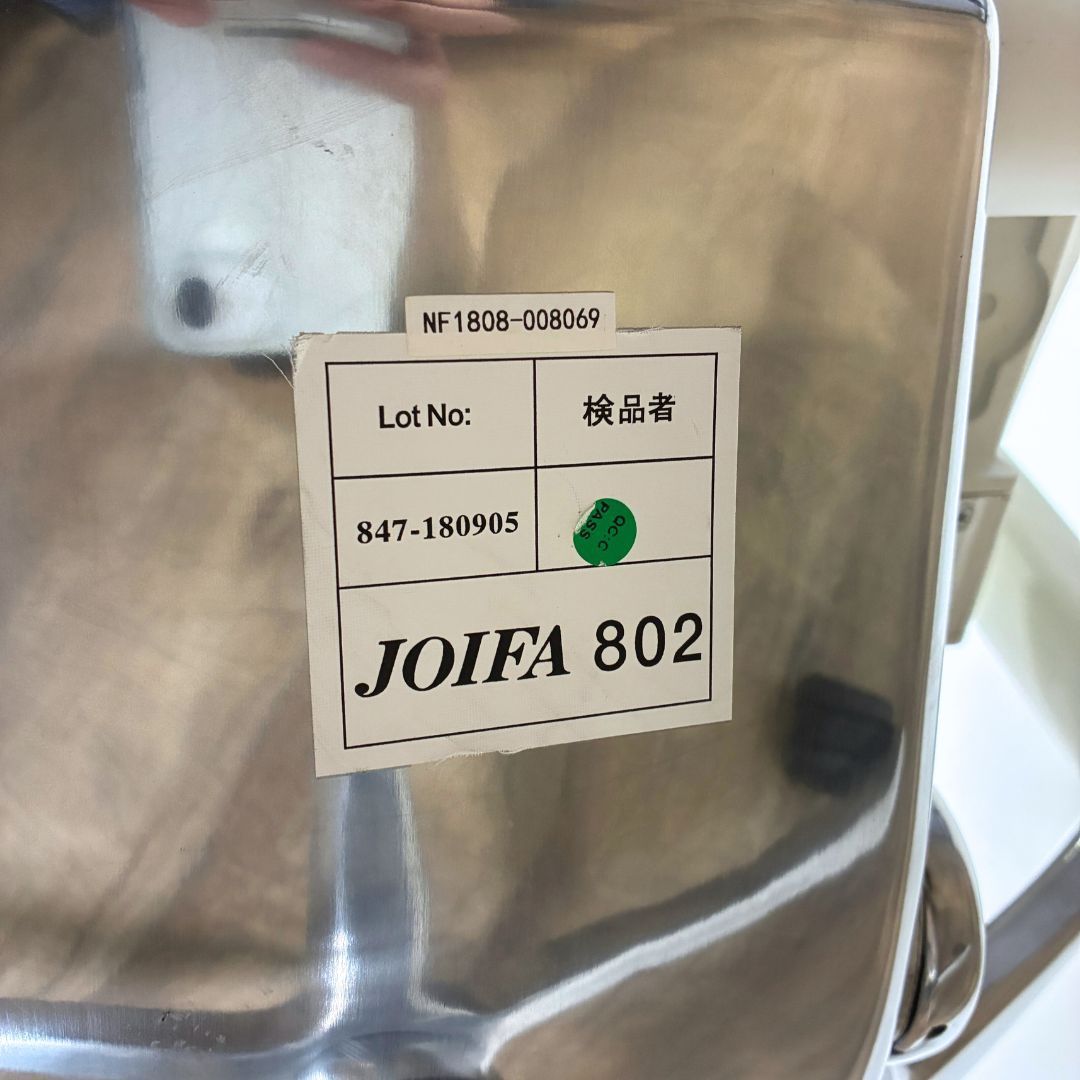 NF1808-008069
Lot No:
検品者
847-180905
QC:C
PASS
JOIFA 802